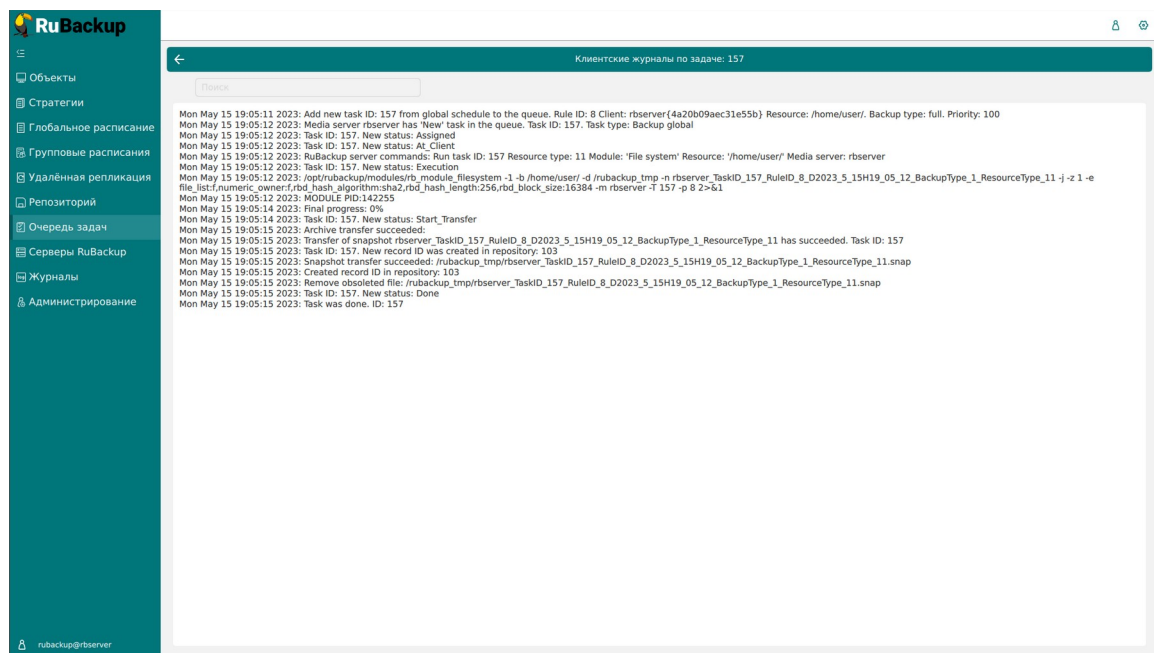 RuBackup
Объекты
Стратегии
Глобальное расписание
Групповые расписания
Удалённая репликация
Репозиторий
Очередь задач
Серверы RuBackup
Журналы
Администрирование
rubackup@rbserver
Клиентские журналы по задаче: 157
Поиск
Mon May 15 19:05:11 2023: Add new task ID: 157 from global schedule to the queue. Rule ID: 8 Client: rbserver{4a20b09aec31e55b} Resource: /home/user/. Backup type: full. Priority: 100
Mon May 15 19:05:12 2023: Media server rbserver has 'New' task in the queue. Task ID: 157. Task type: Backup global
Mon May 15 19:05:12 2023: Task ID: 157. New status: Assigned
Mon May 15 19:05:12 2023: Task ID: 157. New status: At_Client
Mon May 15 19:05:12 2023: RuBackup server commands: Run task ID: 157 Resource type: 11 Module: 'File system' Resource: '/home/user/' Media server: rbserver
Mon May 15 19:05:12 2023: Task ID: 157. New status: Execution
Mon May 15 19:05:12 2023: /opt/rubackup/modules/rb_module_filesystem -1 -b /home/user/ -d /rubackup_tmp -n rbserver_TaskID_157_RuleID_8_D2023_5_15H19_05_12_BackupType_1_ResourceType_11 -j -z 1 -e
file_list:f,numeric_owner:f,rbd_hash_algorithm:sha2,rbd_hash_length:256,rbd_block_size:16384 -m rbserver -T 157 -p 8 2>&1
Mon May 15 19:05:12 2023: MODULE PID:142255
Mon May 15 19:05:14 2023: Final progress: 0%
Mon May 15 19:05:14 2023: Task ID: 157. New status: Start_Transfer
Mon May 15 19:05:15 2023: Archive transfer succeeded:
Mon May 15 19:05:15 2023: Transfer of snapshot rbserver_TaskID_157_RuleID_8_D2023_5_15H19_05_12_BackupType_1_ResourceType_11 has succeeded. Task ID: 157
Mon May 15 19:05:15 2023: Task ID: 157. New record ID was created in repository: 103
Mon May 15 19:05:15 2023: Snapshot transfer succeeded: /rubackup_tmp/rbserver_TaskID_157_RuleID_8_D2023_5_15H19_05_12_BackupType_1_ResourceType_11.snap
Mon May 15 19:05:15 2023: Created record ID in repository: 103
Mon May 15 19:05:15 2023: Remove obsoleted file: /rubackup_tmp/rbserver_TaskID_157_RuleID_8_D2023_5_15H19_05_12_BackupType_1_ResourceType_11.snap
Mon May 15 19:05:15 2023: Task ID: 157. New status: Done
Mon May 15 19:05:15 2023: Task was done. ID: 157